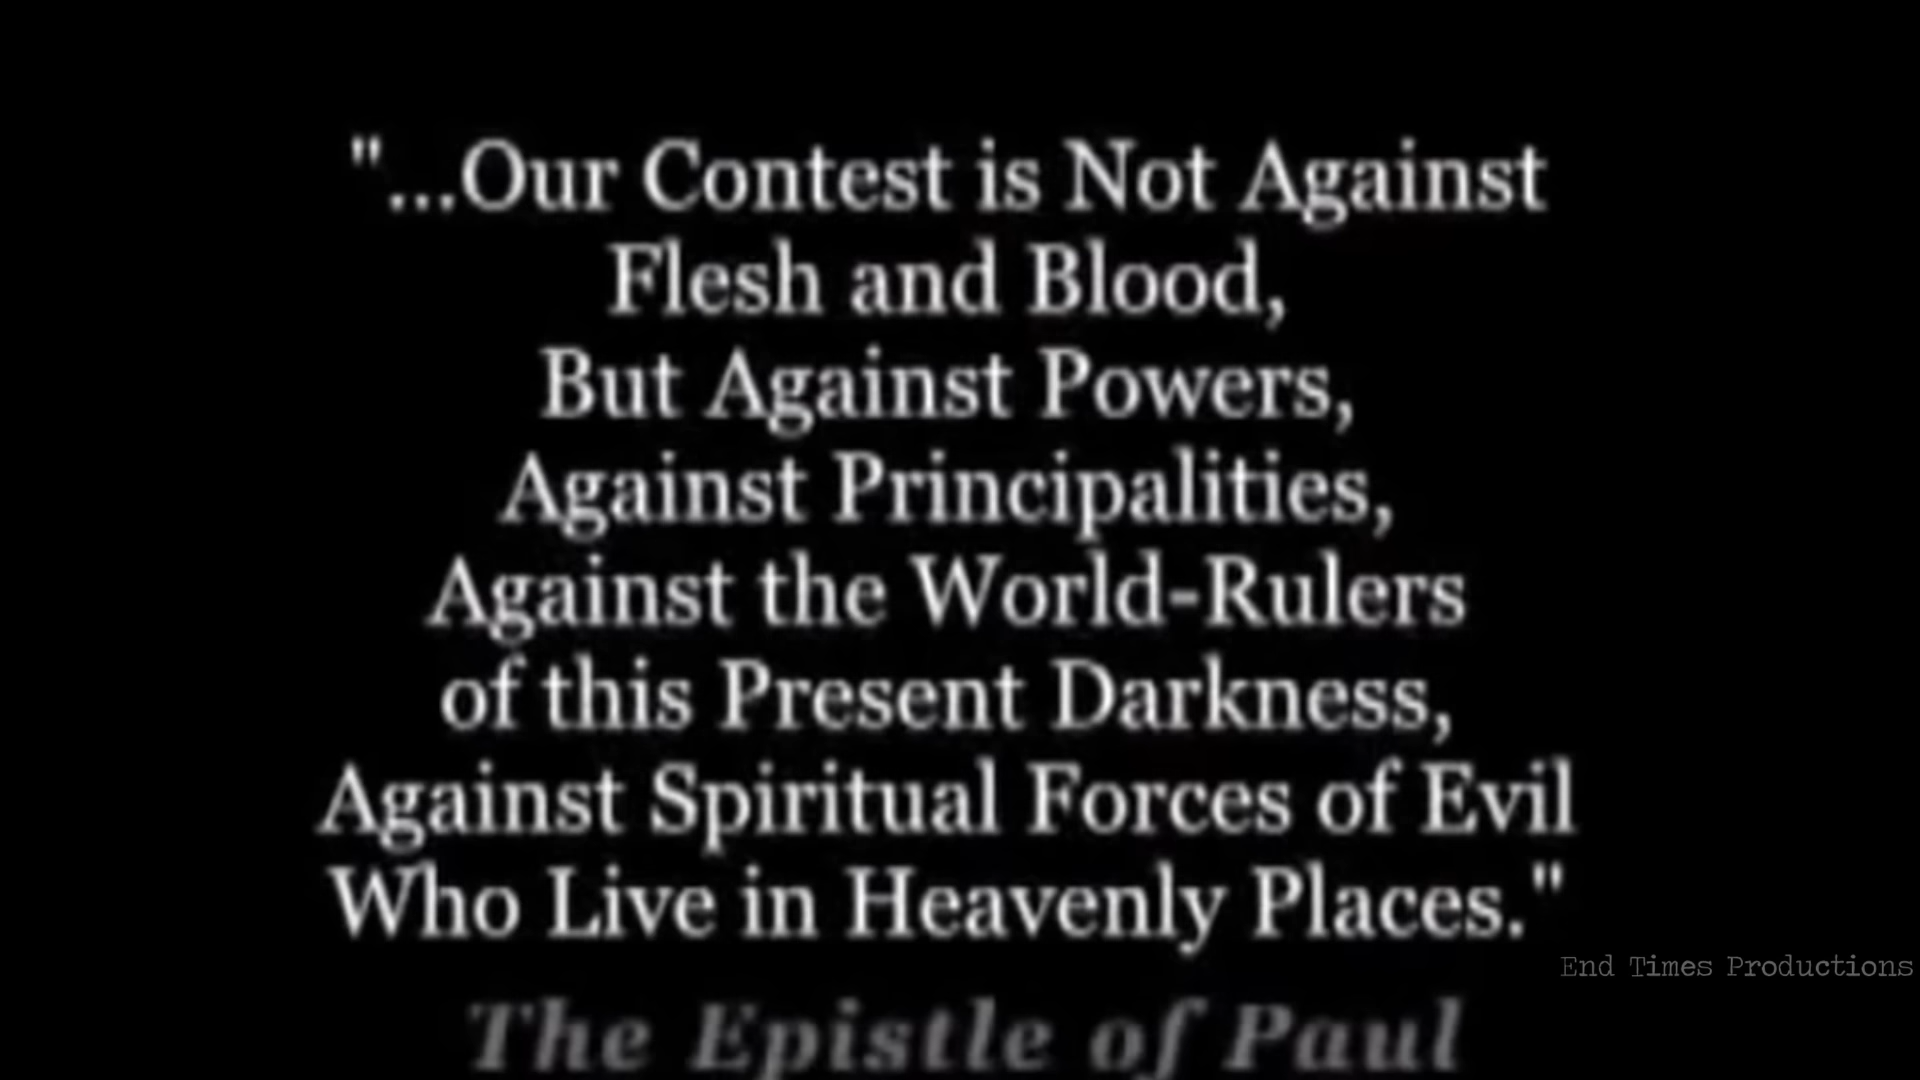 "...Our Contest is Not Against
Flesh and Blood,
But Against Powers,
Against Principalities,
Against the World-Rulers
of this Present Darkness,
Against Spiritual Forces of Evil
Who Live in Heavenly Places."
End Times Productions
The Epistle of Paul